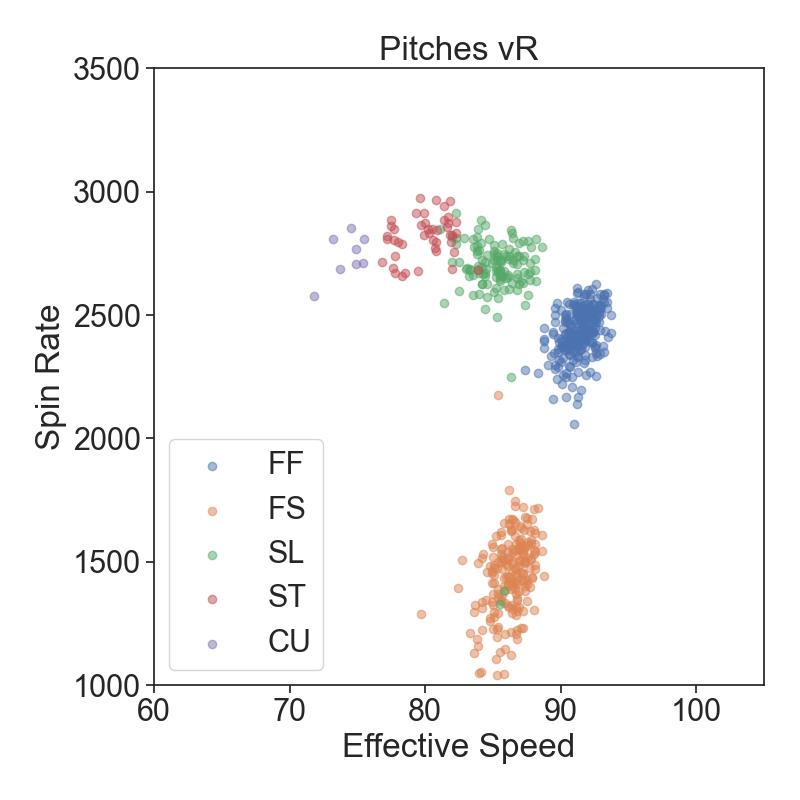 Pitches vR
3500
3000
2500
2000
1500
1000
Spin Rate
FF
FS
SL
ST
CU
60 70 80 90 100
Effective Speed